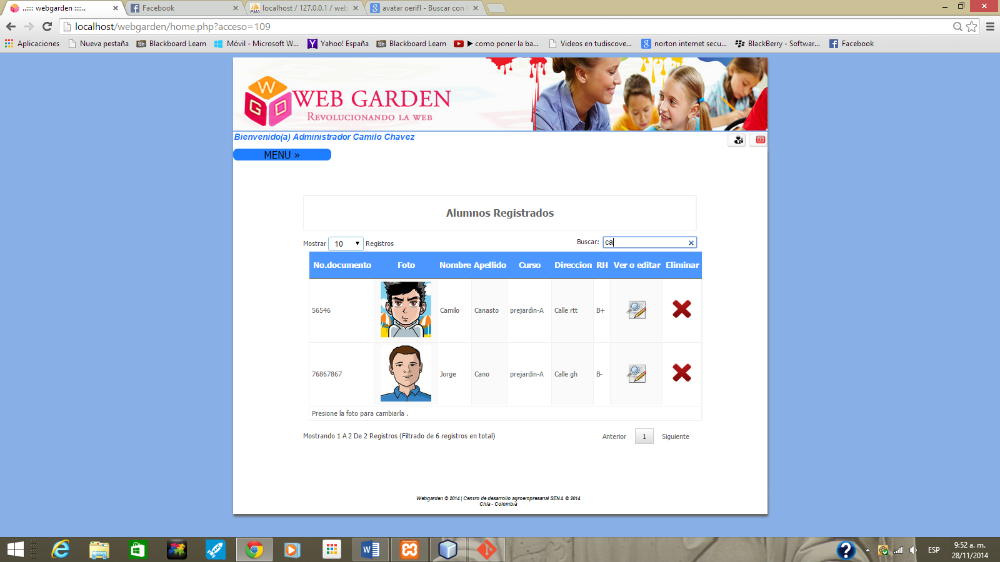 ..:::: webgarden ::::..
Facebook
localhost / 127.0.0.1 / web
avatar oerifl - Buscar con
localhost/webgarden/home.php?acceso=109
Aplicaciones
Nueva pestaña
Blackboard Learn
Móvil - Microsoft W...
Yahoo! España
Blackboard Learn
como poner la ba...
Videos en tudiscove...
norton internet secu...
BlackBerry - Softwar...
Facebook
W G D
WEB GARDEN
REVOLUCIONANDO LA WEB
Bienvenido(a) Administrador Camilo Chavez
MENU »
Alumnos Registrados
Mostrar 10 Registros
Buscar: ca
No.documento Foto Nombre Apellido Curso Direccion RH Ver o editar Eliminar
56546 Camilo Canasto prejardin-A Calle rtt B+
76867867 Jorge Cano prejardin-A Calle gh B-
Presione la foto para cambiarla .
Mostrando 1 A 2 De 2 Registros (Filtrado de 6 registros en total)
Anterior 1 Siguiente
Webgarden © 2014 | Centro de desarrollo agroempresarial SENA © 2014
Chía - Colombia
ESP
9:52 a. m.
28/11/2014